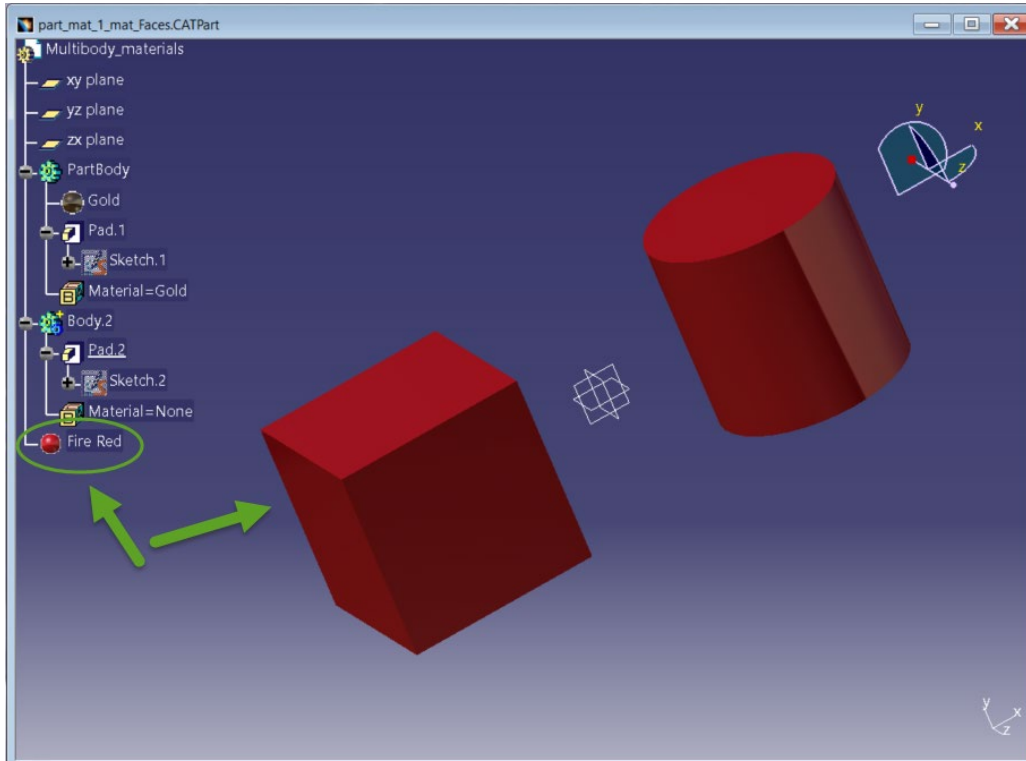 part_mat_1_mat_Faces.CATPart
Multibody_materials
xy plane
yz plane
zx plane
PartBody
Gold
Pad.1
Sketch.1
Material=Gold
Body.2
Pad.2
Sketch.2
Material=None
Fire Red
y
x
z
y
x
z